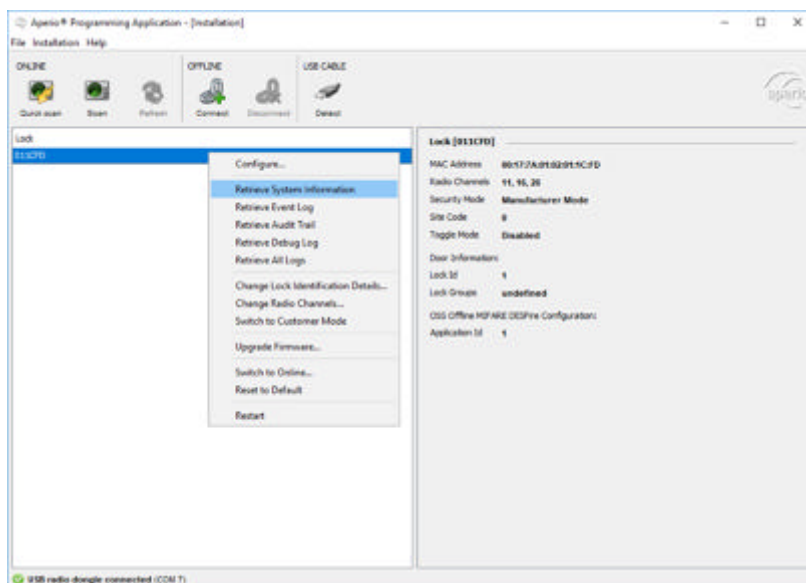 Aperio® Programming Application - [Installation]
File Installation Help
ONLINE OFFLINE USB CABLE
Quick scan Scan Refresh Connect Disconnect Detect
aperio
Lock
011CFD
Configure...
Retrieve System Information
Retrieve Event Log
Retrieve Audit Trail
Retrieve Debug Log
Retrieve All Logs
Change Lock Identification Details...
Change Radio Channels...
Switch to Customer Mode
Upgrade Firmware...
Switch to Online...
Reset to Default
Restart
Lock [011CFD]
MAC Address 00:17:7A:01:02:01:1C:FD
Radio Channels 11, 16, 26
Security Mode Manufacturer Mode
Site Code 0
Toggle Mode Disabled
Door Information:
Lock Id 1
Lock Groups undefined
OSS Offline MIFARE DESFire Configuration:
Application Id 1
USB radio dongle connected (COM 7)